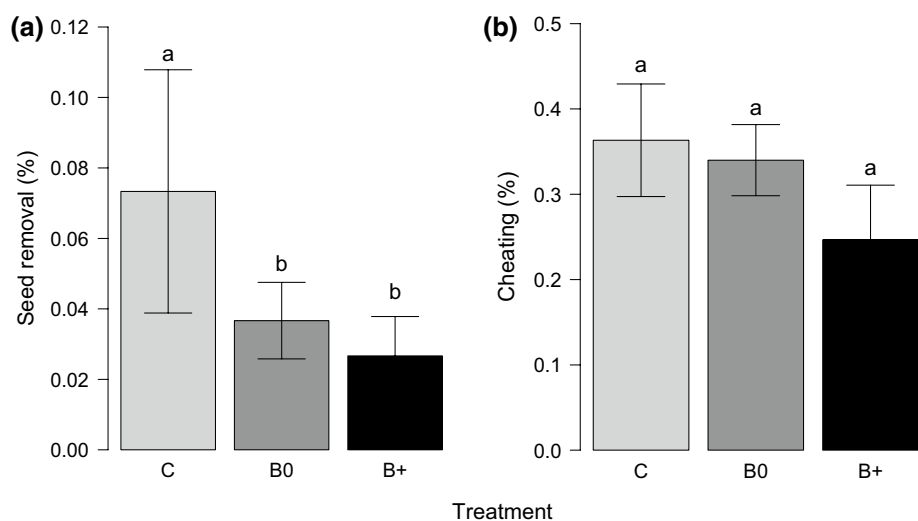 (a)
Seed removal (%)
0.12
0.10
0.08
0.06
0.04
0.02
0.00
a
b
b
C
B0
B+
(b)
Cheating (%)
0.5
0.4
0.3
0.2
0.1
0.0
a
a
a
C
B0
B+
Treatment